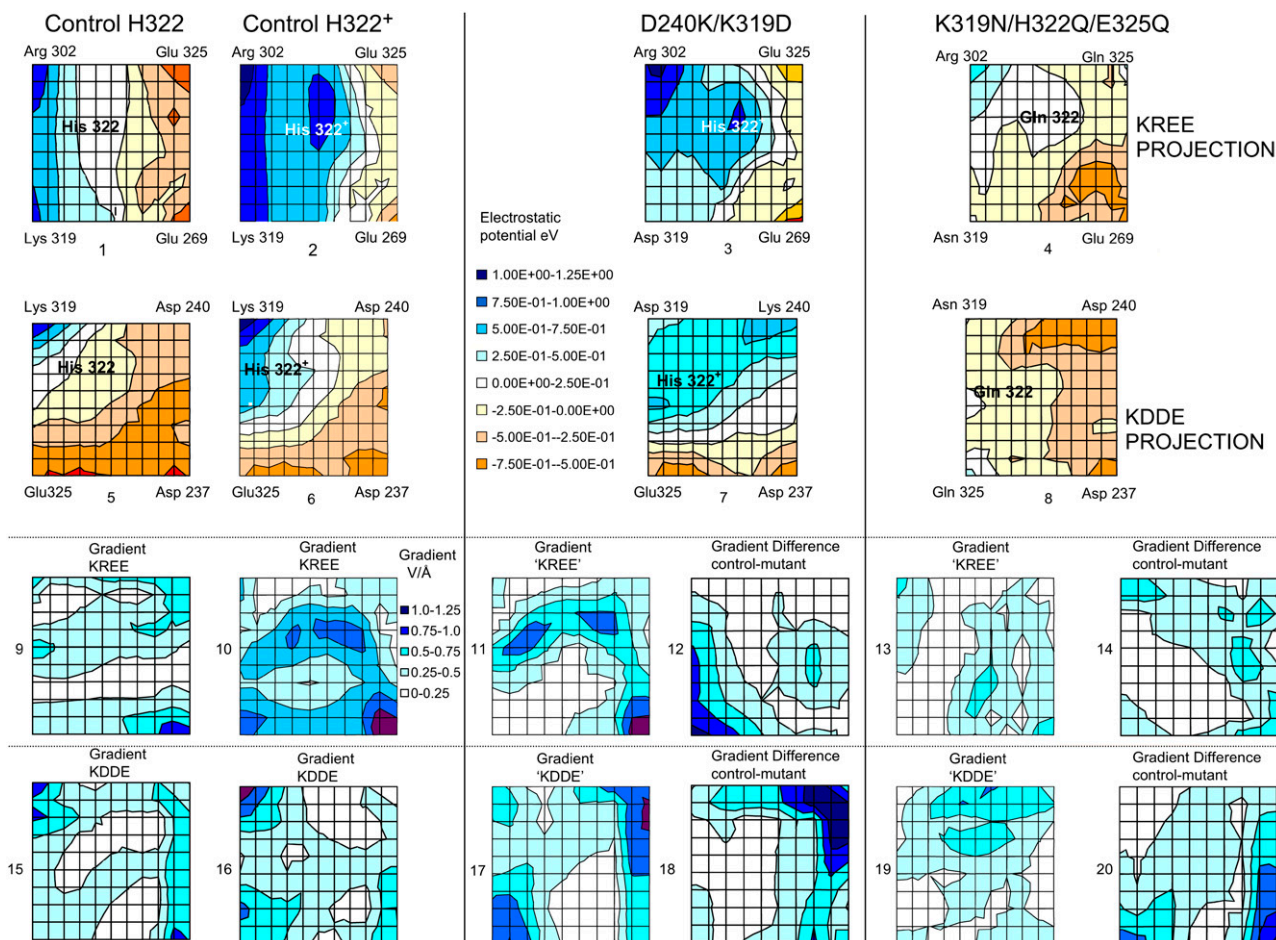 Control H322
Control H322+
D240K/K319D
K319N/H322Q/E325Q
Arg 302
Glu 325
Arg 302
Glu 269
Arg 302
Glu 325
Arg 302
Gln 325
His 322
His 322+
His 322+
Gln 322
KREE
PROJECTION
Lys 319
Glu 325
Lys 319
Glu 269
Asp 319
Glu 269
Asn 319
Glu 269
1
2
3
4
Electrostatic
potential eV
1.00E+00-1.25E+00
7.50E-01-1.00E+00
5.00E-01-7.50E-01
2.50E-01-5.00E-01
0.00E+00-2.50E-01
-2.50E-01-0.00E+00
-5.00E-01--2.50E-01
-7.50E-01--5.00E-01
Lys 319
Asp 240
Lys 319
Asp 240
Asp 319
Lys 240
Asn 319
Asp 240
His 322
His 322+
His 322+
Gln 322
KDDE
PROJECTION
Glu325
5
Asp 237
Glu325
6
Asp 237
Glu325
7
Asp 237
Gln 325
8
Asp 237
Gradient
KREE
Gradient
KREE
Gradient
V/Å
1.0-1.25
0.75-1.0
0.5-0.75
0.25-0.5
0-0.25
Gradient
'KREE'
Gradient Difference
control-mutant
Gradient
'KREE'
Gradient Difference
control-mutant
9
10
11
12
13
14
Gradient
KDDE
Gradient
KDDE
Gradient
'KDDE'
Gradient Difference
control-mutant
Gradient
'KDDE'
Gradient Difference
control-mutant
15
16
17
18
19
20